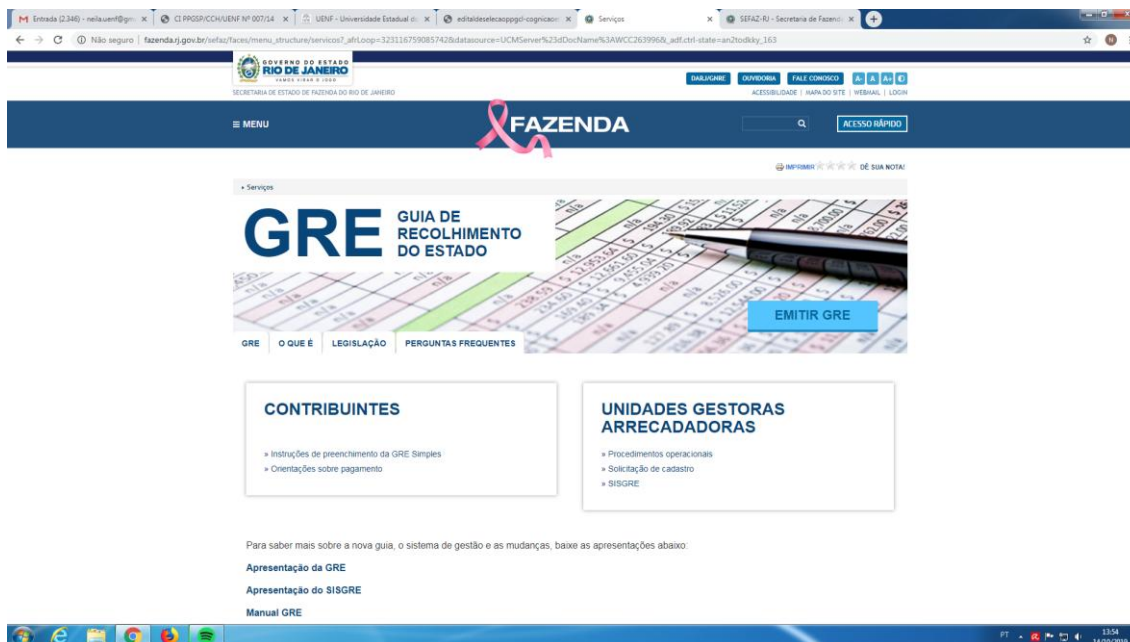 Entrada (2.346) - neila.uenf@gm
CI PPGSP/CCH/UENF Nº 007/14
UENF - Universidade Estadual d
editaldeselecaoppgcl-cognicaoe
Serviços
SEFAZ-RJ - Secretaria de Fazend
Não seguro | fazenda.rj.gov.br/sefaz/faces/menu_structure/servicos?_afrLoop=323116759085742&datasource=UCMServer%23dDocName%3AWCC263996&_adf.ctrl-state=an2todkky_163
GOVERNO DO ESTADO
RIO DE JANEIRO
VAMOS VIRAR O JOGO
SECRETARIA DE ESTADO DE FAZENDA DO RIO DE JANEIRO
DARJ/GNRE OUVIDORIA FALE CONOSCO A- A A+
ACESSIBILIDADE | MAPA DO SITE | WEBMAIL | LOGIN
≡ MENU
FAZENDA
ACESSO RÁPIDO
IMPRIMIR DÊ SUA NOTA!
• Serviços
GRE
GUIA DE
RECOLHIMENTO
DO ESTADO
EMITIR GRE
GRE O QUE É LEGISLAÇÃO PERGUNTAS FREQUENTES
CONTRIBUINTES
» Instruções de preenchimento da GRE Simples
» Orientações sobre pagamento
UNIDADES GESTORAS
ARRECADADORAS
» Procedimentos operacionais
» Solicitação de cadastro
» SISGRE
Para saber mais sobre a nova guia, o sistema de gestão e as mudanças, baixe as apresentações abaixo:
Apresentação da GRE
Apresentação do SISGRE
Manual GRE
PT
13:54
14/10/2019